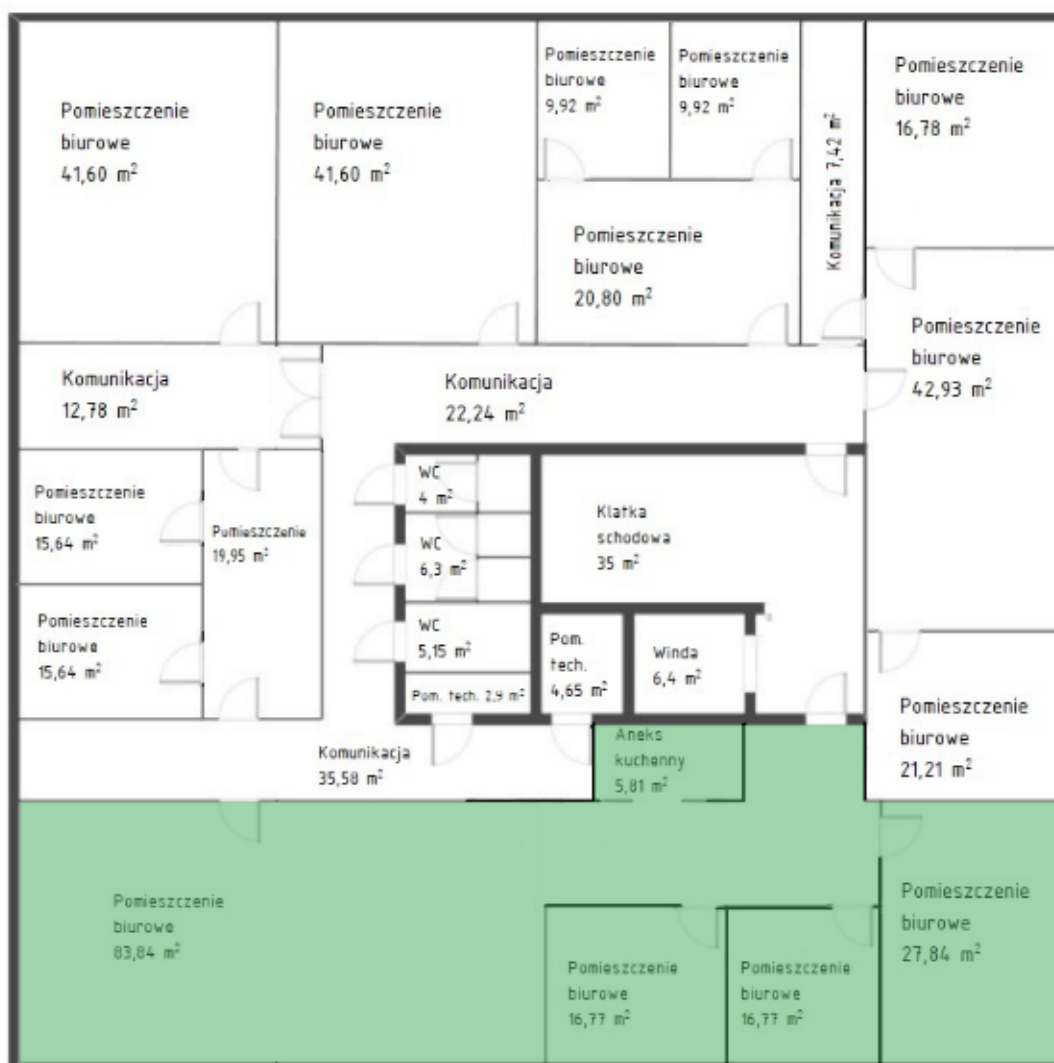 Pomieszczenie
biurowe
41,60 m²
Pomieszczenie
biurowe
41,60 m²
Pomieszczenie
biurowe
9,92 m²
Pomieszczenie
biurowe
9,92 m²
Komunikacja 7,42 m²
Pomieszczenie
biurowe
16,78 m²
Pomieszczenie
biurowe
20,80 m²
Pomieszczenie
biurowe
42,93 m²
Komunikacja
12,78 m²
Komunikacja
22,24 m²
Pomieszczenie
biurowe
15,64 m²
Pomieszczenie
19,95 m²
WC
4 m²
WC
6,3 m²
Klatka
schodowa
35 m²
Pomieszczenie
biurowe
15,64 m²
WC
5,15 m²
Pom. tech. 2,9 m²
Pom.
tech.
4,65 m²
Winda
6,4 m²
Pomieszczenie
biurowe
21,21 m²
Komunikacja
35,58 m²
Aneks
kuchenny
5,81 m²
Pomieszczenie
biurowe
83,84 m²
Pomieszczenie
biurowe
16,77 m²
Pomieszczenie
biurowe
16,77 m²
Pomieszczenie
biurowe
27,84 m²